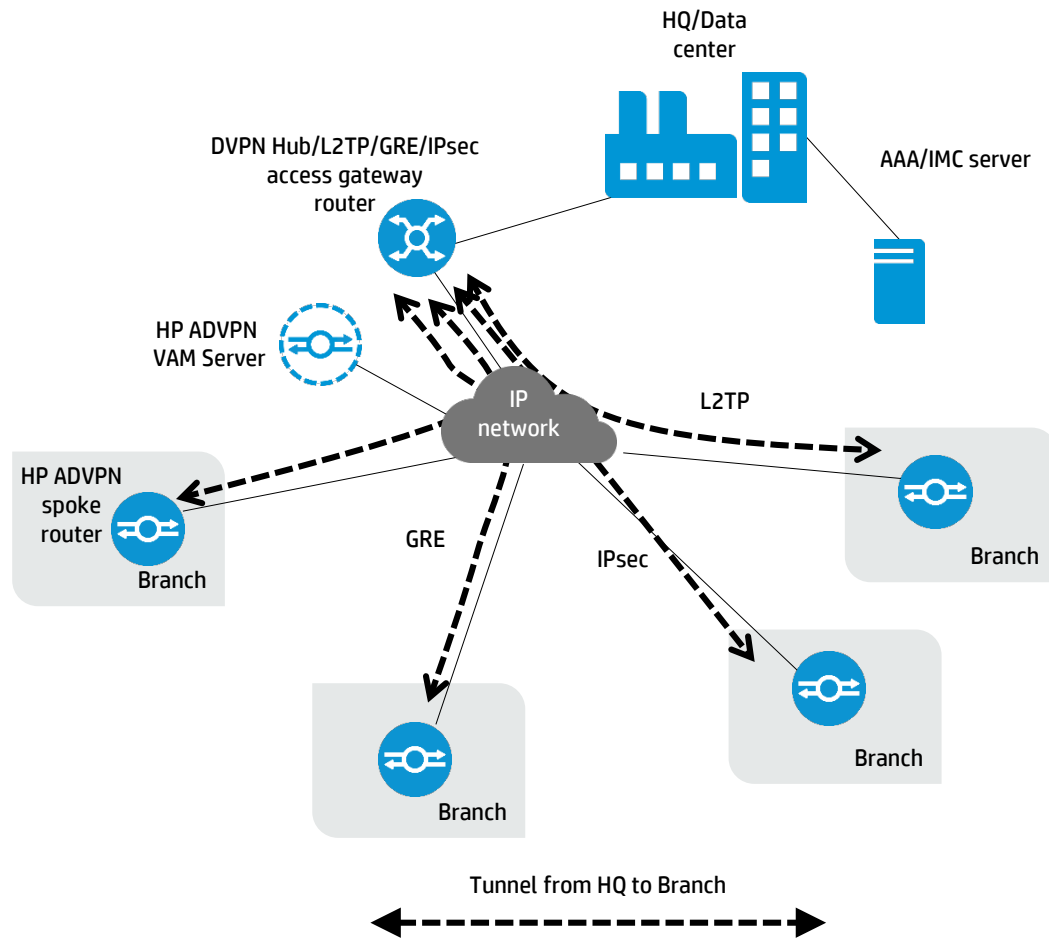 HQ/Data
center
DVPN Hub/L2TP/GRE/IPsec
access gateway
router
AAA/IMC server
HP ADVPN
VAM Server
IP
network
L2TP
HP ADVPN
spoke
router
Branch
GRE
IPsec
Branch
Branch
Branch
Tunnel from HQ to Branch